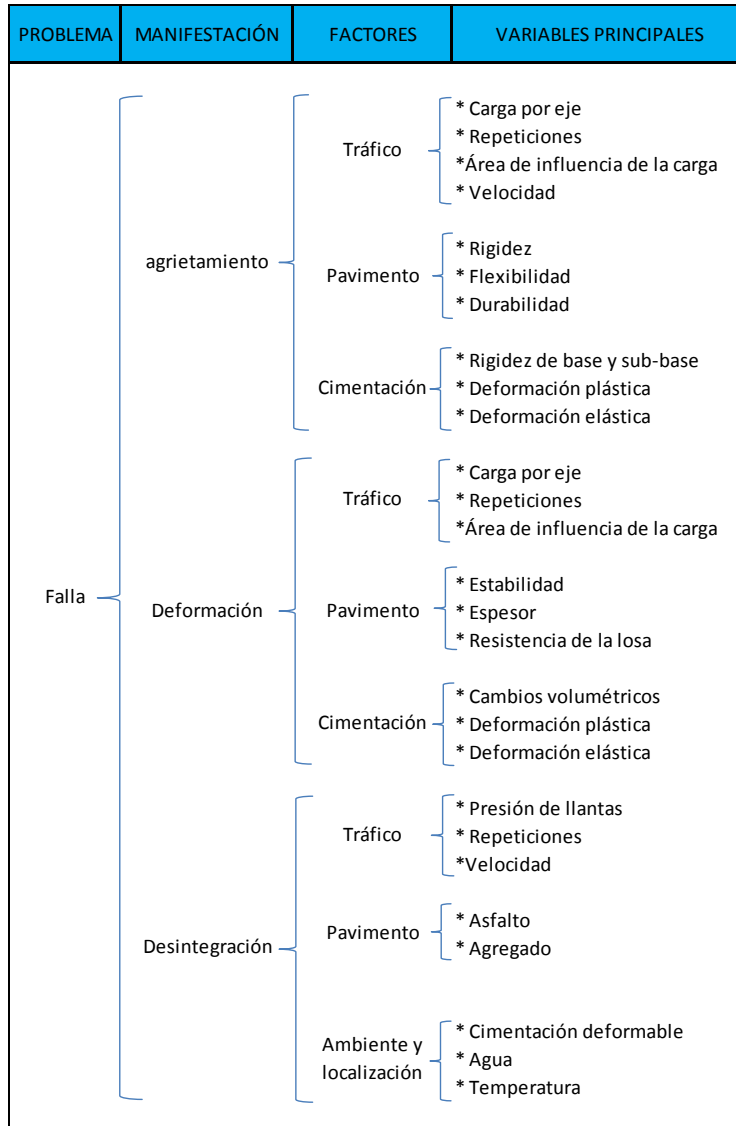 PROBLEMA MANIFESTACIÓN FACTORES VARIABLES PRINCIPALES
* Carga por eje
Tráfico
* Repeticiones
*Área de influencia de la carga
* Velocidad
agrietamiento
* Rigidez
Pavimento
* Flexibilidad
* Durabilidad
* Rigidez de base y sub-base
Cimentación
* Deformación plástica
* Deformación elástica
* Carga por eje
Tráfico
* Repeticiones
*Área de influencia de la carga
Falla
Deformación
* Estabilidad
Pavimento
* Espesor
* Resistencia de la losa
* Cambios volumétricos
Cimentación
* Deformación plástica
* Deformación elástica
* Presión de llantas
Tráfico
* Repeticiones
*Velocidad
Desintegración
* Asfalto
Pavimento
* Agregado
Ambiente y
localización
* Cimentación deformable
* Agua
* Temperatura